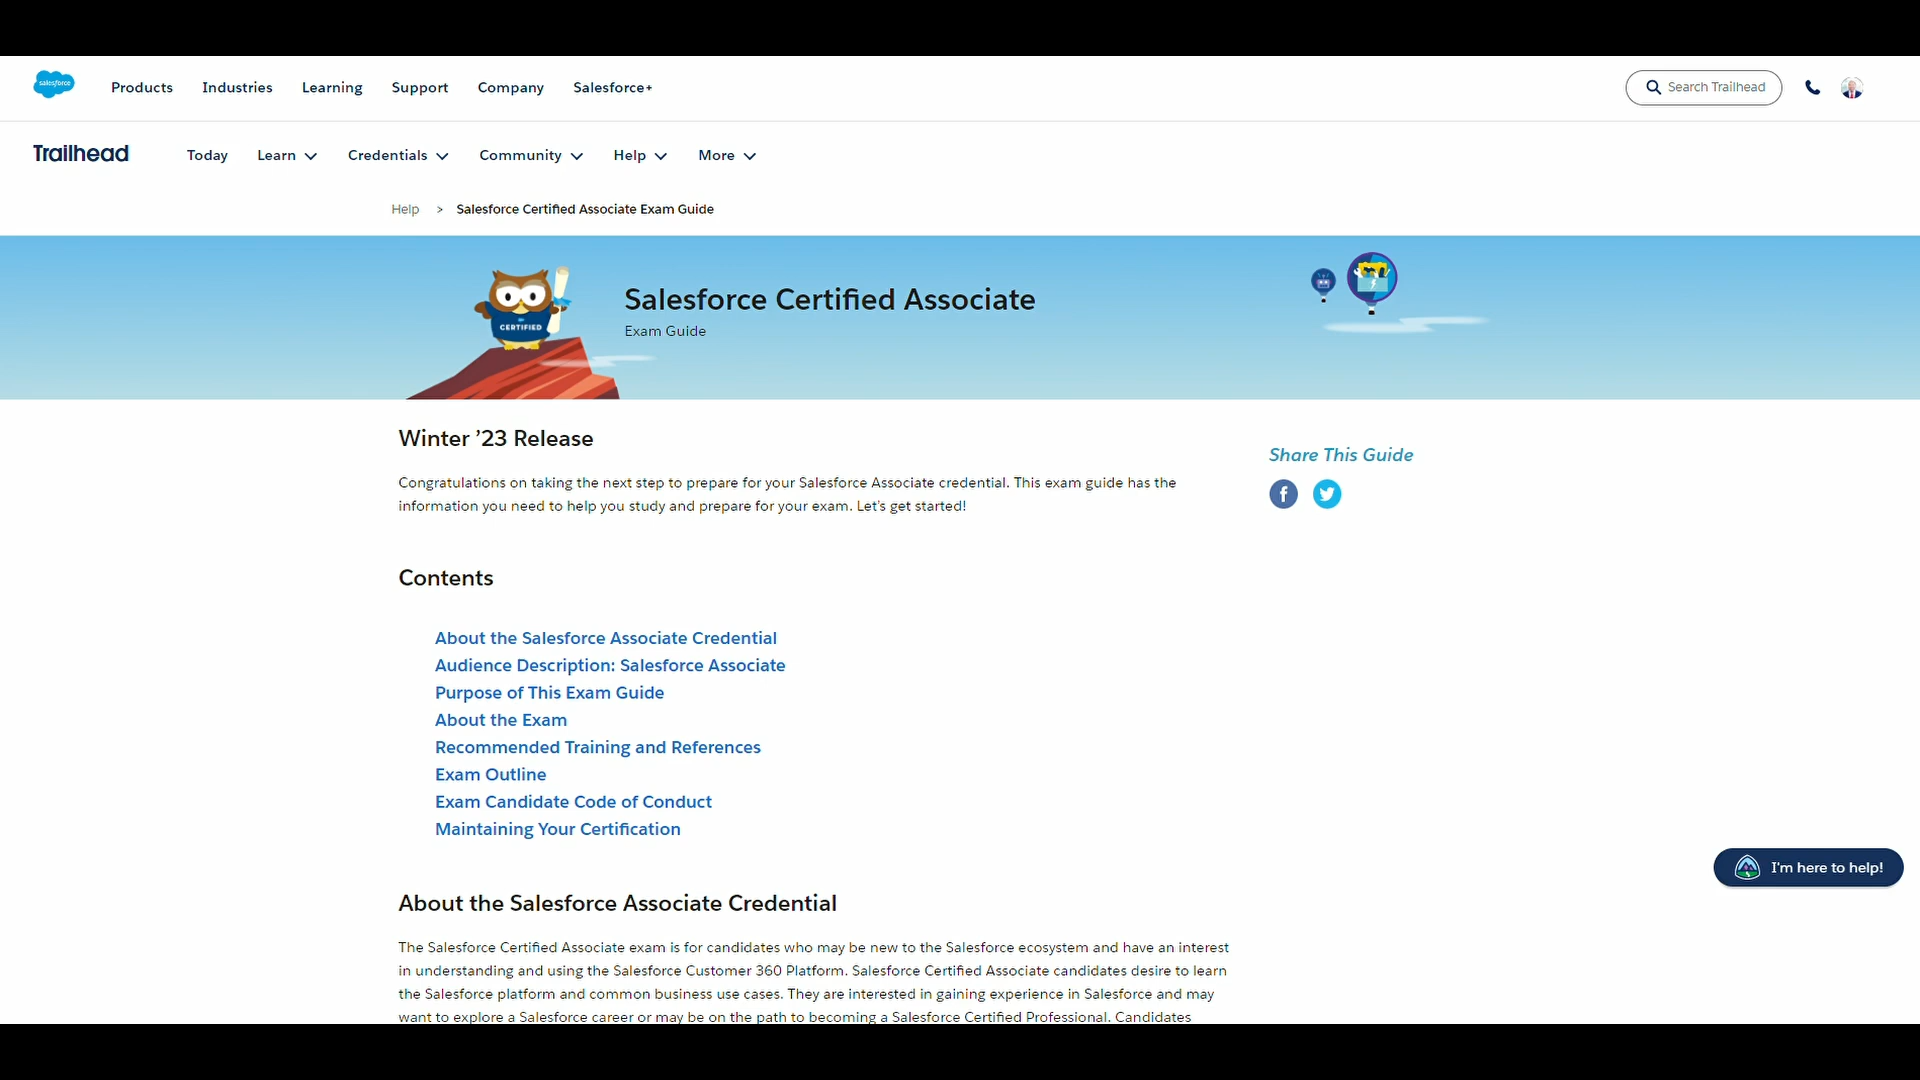 salesforce
Products Industries Learning Support Company Salesforce+
Search Trailhead
Trailhead
Today Learn Credentials Community Help More
Help > Salesforce Certified Associate Exam Guide
CERTIFIED
Salesforce Certified Associate
Exam Guide
Winter ’23 Release
Congratulations on taking the next step to prepare for your Salesforce Associate credential. This exam guide has the
information you need to help you study and prepare for your exam. Let's get started!
Share This Guide
Contents
About the Salesforce Associate Credential
Audience Description: Salesforce Associate
Purpose of This Exam Guide
About the Exam
Recommended Training and References
Exam Outline
Exam Candidate Code of Conduct
Maintaining Your Certification
I'm here to help!
About the Salesforce Associate Credential
The Salesforce Certified Associate exam is for candidates who may be new to the Salesforce ecosystem and have an interest
in understanding and using the Salesforce Customer 360 Platform. Salesforce Certified Associate candidates desire to learn
the Salesforce platform and common business use cases. They are interested in gaining experience in Salesforce and may
want to explore a Salesforce career or may be on the path to becoming a Salesforce Certified Professional. Candidates